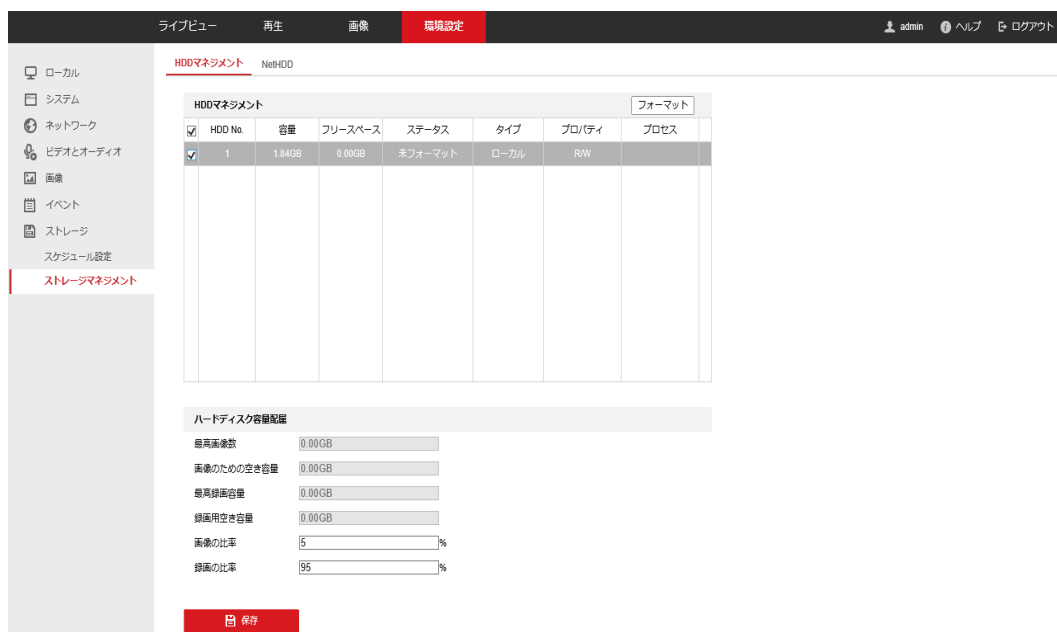 ライブビュー 再生 画像 環境設定 admin ヘルプ ログアウト
ローカル
システム
ネットワーク
ビデオとオーディオ
画像
イベント
ストレージ
スケジュール設定
ストレージマネジメント
HDDマネジメント NetHDD
HDDマネジメント フォーマット
HDD No. 容量 フリースペース ステータス タイプ プロパティ プロセス
1 1.84GB 0.00GB 未フォーマット ローカル R/W
ハードディスク容量配属
最高画像数 0.00GB
画像のための空き容量 0.00GB
最高録画容量 0.00GB
録画用空き容量 0.00GB
画像の比率 5 %
録画の比率 95 %
保存